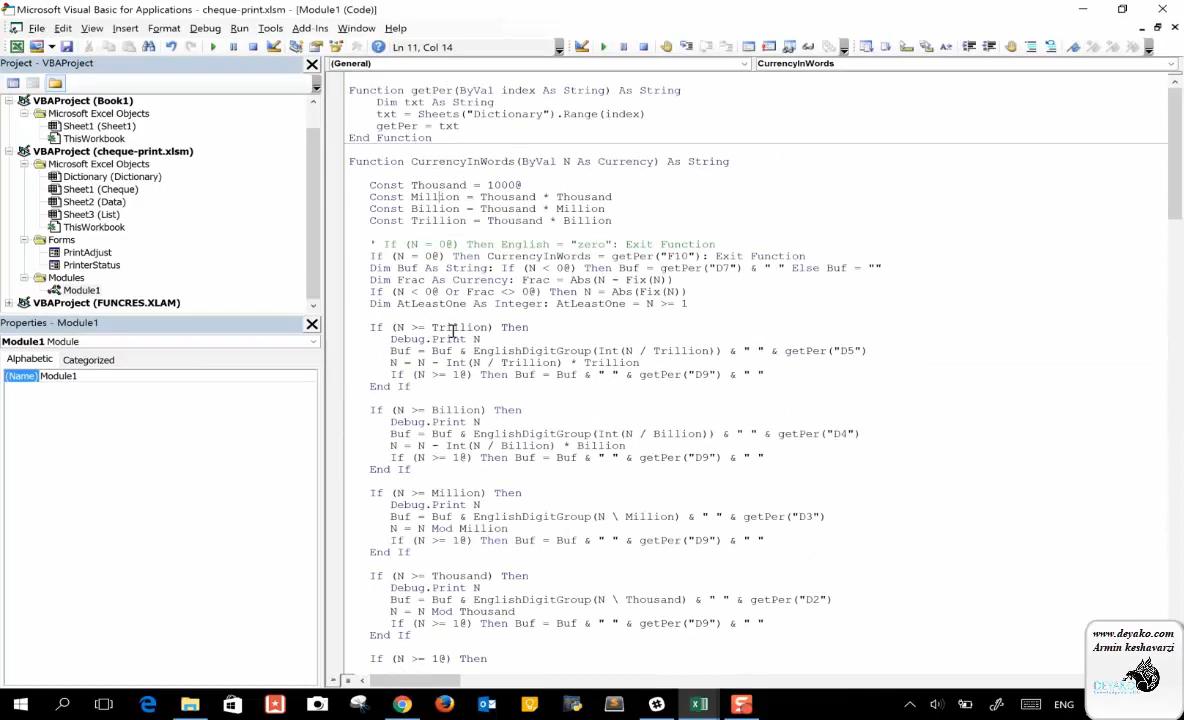 Microsoft Visual Basic for Applications - cheque-print.xlsm - [Module1 (Code)]
File Edit View Insert Format Debug Run Tools Add-Ins Window Help
Ln 11, Col 14
Project - VBAProject
VBAProject (Book1)
Microsoft Excel Objects
Sheet1 (Sheet1)
ThisWorkbook
VBAProject (cheque-print.xlsm)
Microsoft Excel Objects
Dictionary (Dictionary)
Sheet1 (Cheque)
Sheet2 (Data)
Sheet3 (List)
ThisWorkbook
Forms
PrintAdjust
PrinterStatus
Modules
Module1
VBAProject (FUNCRES.XLAM)
Properties - Module1
Module1 Module
Alphabetic Categorized
(Name) Module1
(General) CurrencyInWords
Function getPer(ByVal index As String) As String
Dim txt As String
txt = Sheets("Dictionary").Range(index)
getPer = txt
End Function
Function CurrencyInWords(ByVal N As Currency) As String
Const Thousand = 1000@
Const Million = Thousand * Thousand
Const Billion = Thousand * Million
Const Trillion = Thousand * Billion
' If (N = 0@) Then English = "zero": Exit Function
If (N = 0@) Then CurrencyInWords = getPer("F10"): Exit Function
Dim Buf As String: If (N < 0@) Then Buf = getPer("D7") & " " Else Buf = ""
Dim Frac As Currency: Frac = Abs(N - Fix(N))
If (N < 0@ Or Frac <> 0@) Then N = Abs(Fix(N))
Dim AtLeastOne As Integer: AtLeastOne = N >= 1
If (N >= Trillion) Then
Debug.Print N
Buf = Buf & EnglishDigitGroup(Int(N / Trillion)) & " " & getPer("D5")
N = N - Int(N / Trillion) * Trillion
If (N >= 1@) Then Buf = Buf & " " & getPer("D9") & " "
End If
If (N >= Billion) Then
Debug.Print N
Buf = Buf & EnglishDigitGroup(Int(N / Billion)) & " " & getPer("D4")
N = N - Int(N / Billion) * Billion
If (N >= 1@) Then Buf = Buf & " " & getPer("D9") & " "
End If
If (N >= Million) Then
Debug.Print N
Buf = Buf & EnglishDigitGroup(N \ Million) & " " & getPer("D3")
N = N Mod Million
If (N >= 1@) Then Buf = Buf & " " & getPer("D9") & " "
End If
If (N >= Thousand) Then
Debug.Print N
Buf = Buf & EnglishDigitGroup(N \ Thousand) & " " & getPer("D2")
N = N Mod Thousand
If (N >= 1@) Then Buf = Buf & " " & getPer("D9") & " "
End If
If (N >= 1@) Then
www.deyako.com
Armin keshavarzi
DEYAKO
ENG